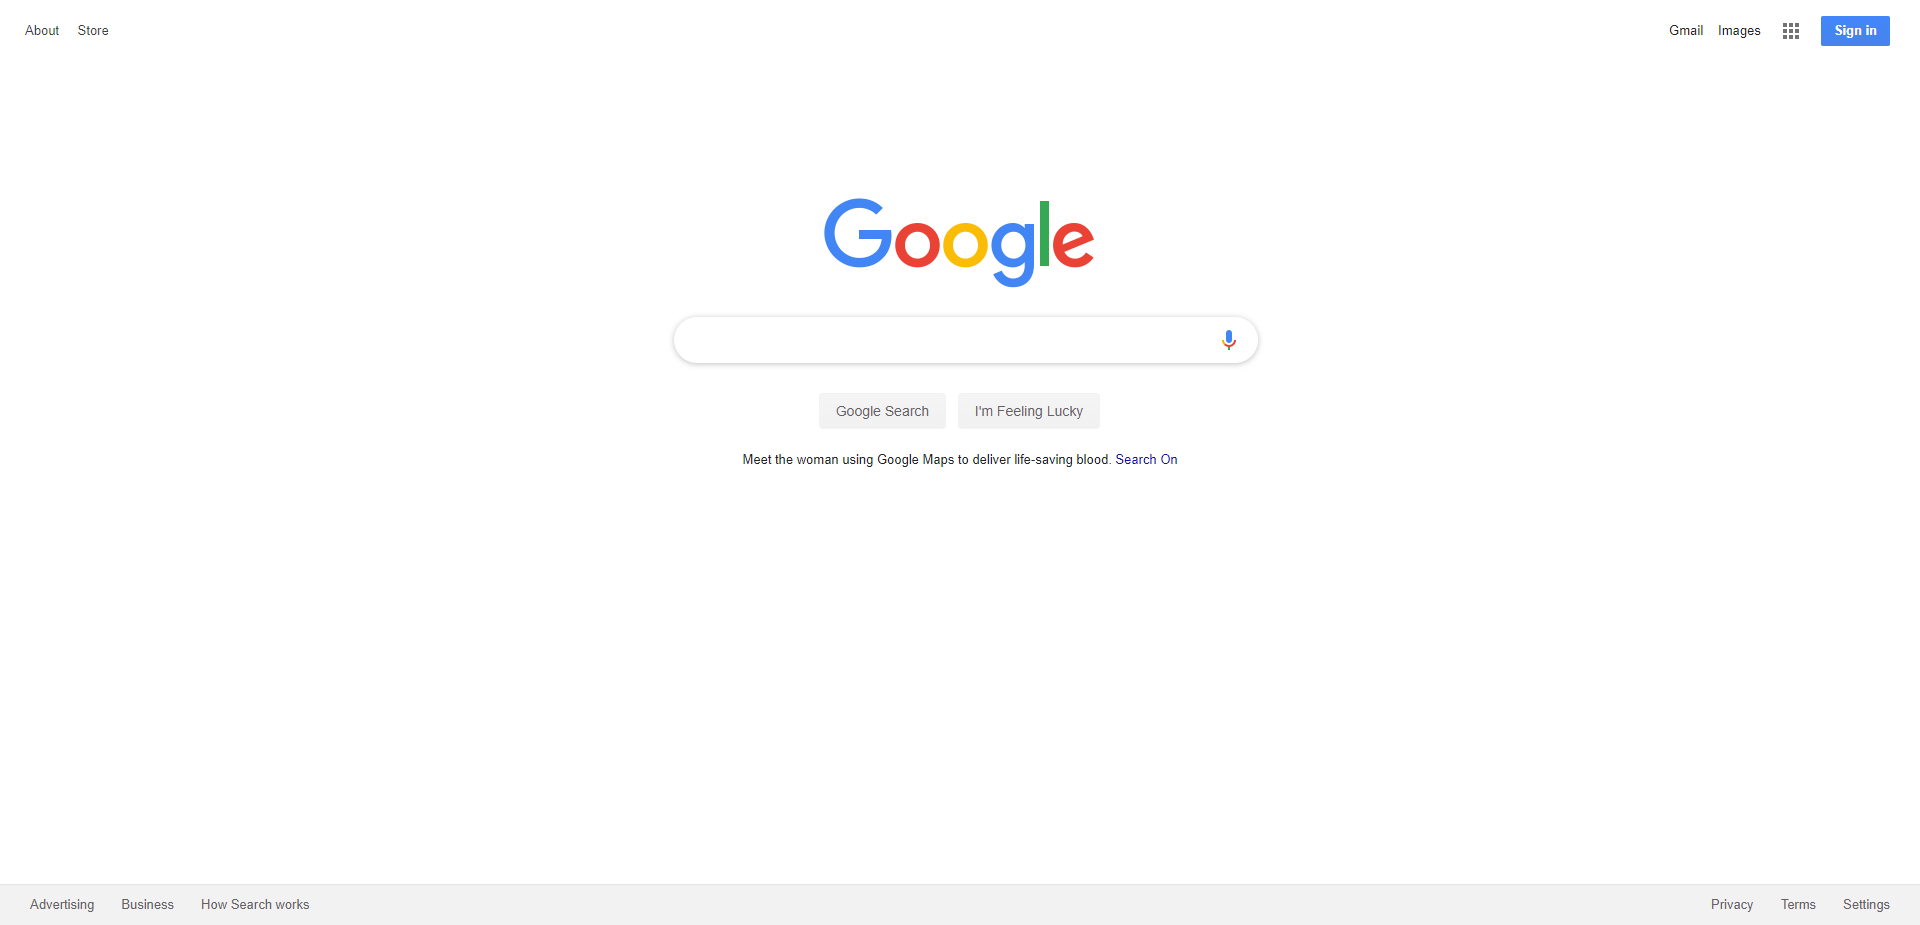 About Store Gmail Images Sign in
Google
Google Search I'm Feeling Lucky
Meet the woman using Google Maps to deliver life-saving blood. Search On
Advertising Business How Search works Privacy Terms Settings